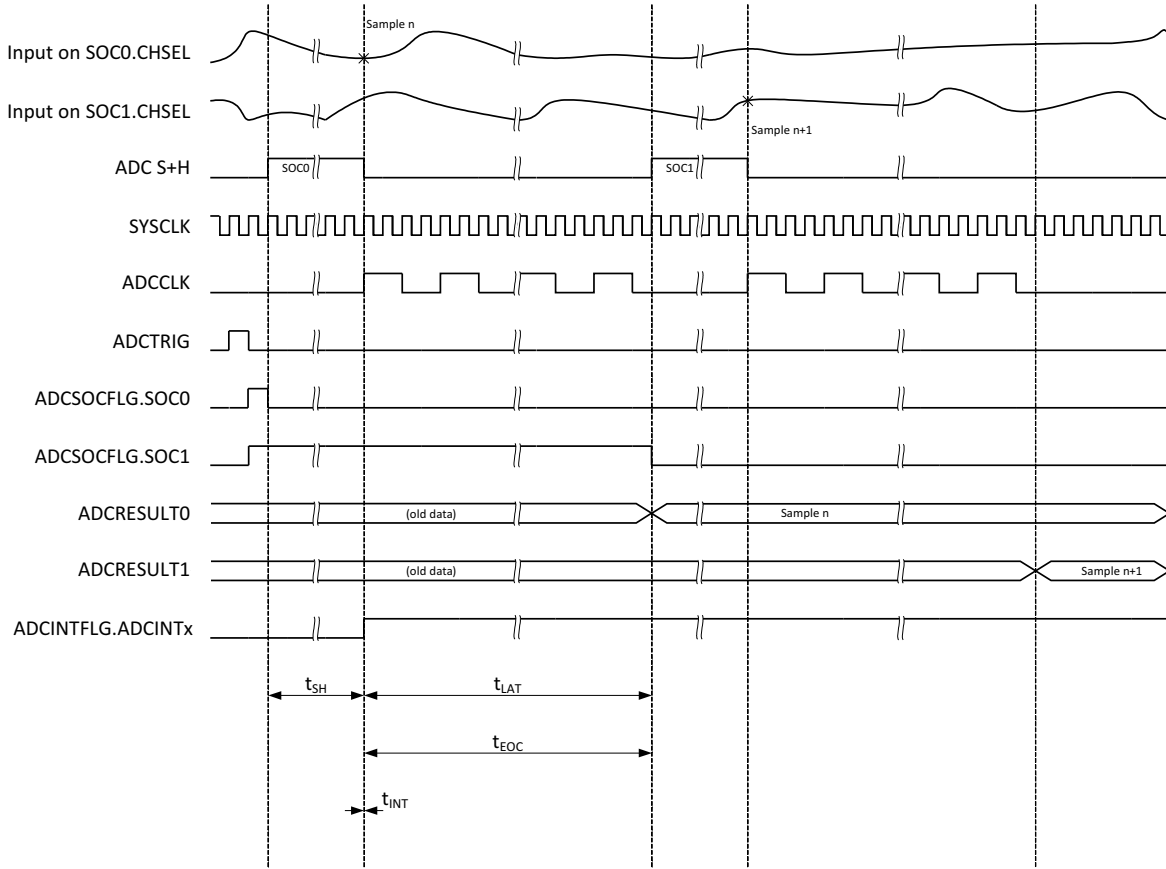 Sample n
Input on SOC0.CHSEL
Input on SOC1.CHSEL
Sample n+1
ADC S+H
SOC0
SOC1
SYSCLK
ADCCLK
ADCTRIG
ADCSOCFLG.SOC0
ADCSOCFLG.SOC1
ADCRESULT0
(old data)
Sample n
ADCRESULT1
(old data)
Sample n+1
ADCINTFLG.ADCINTx
tSH
tLAT
tEOC
tINT